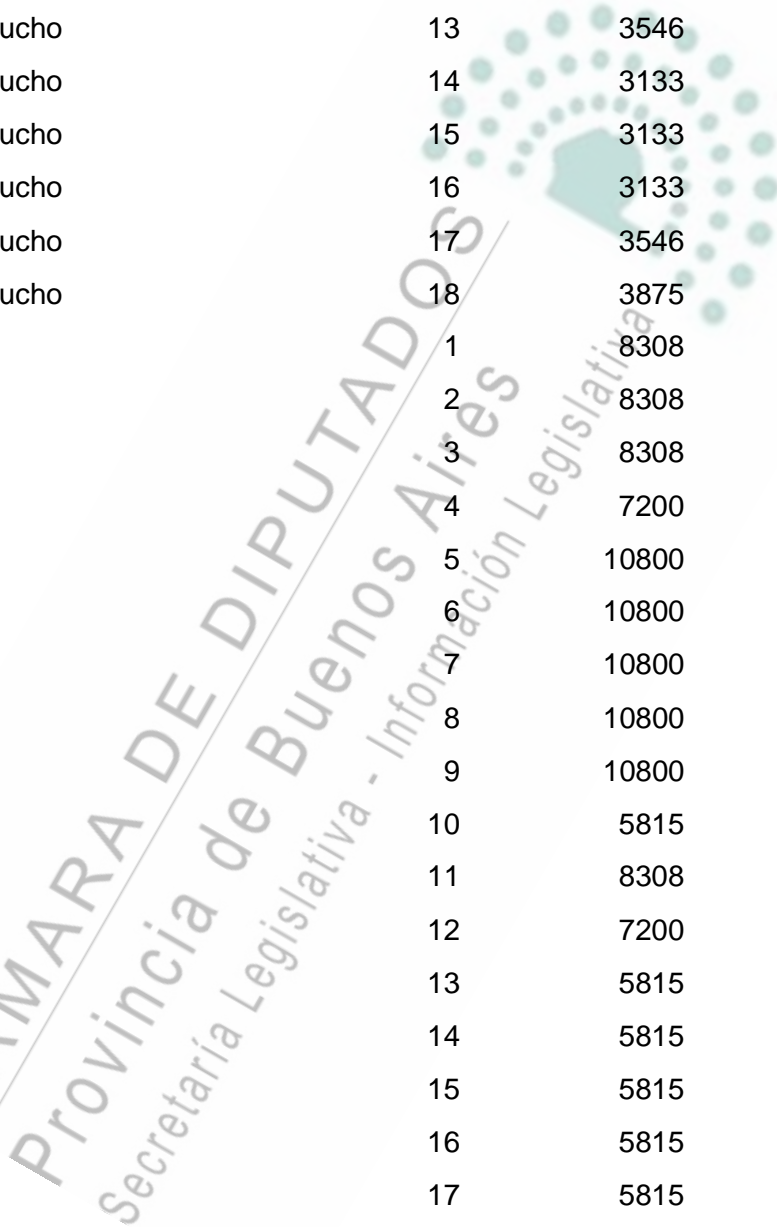 ucho 13 3546
ucho 14 3133
ucho 15 3133
ucho 16 3133
ucho 17 3546
ucho 18 3875
1 8308
2 8308
3 8308
4 7200
5 10800
6 10800
7 10800
8 10800
9 10800
10 5815
11 8308
12 7200
13 5815
14 5815
15 5815
16 5815
17 5815
MARA DE DIPUTADOS
Provincia de Buenos Aires
Secretaría Legislativa - Información Legislativa